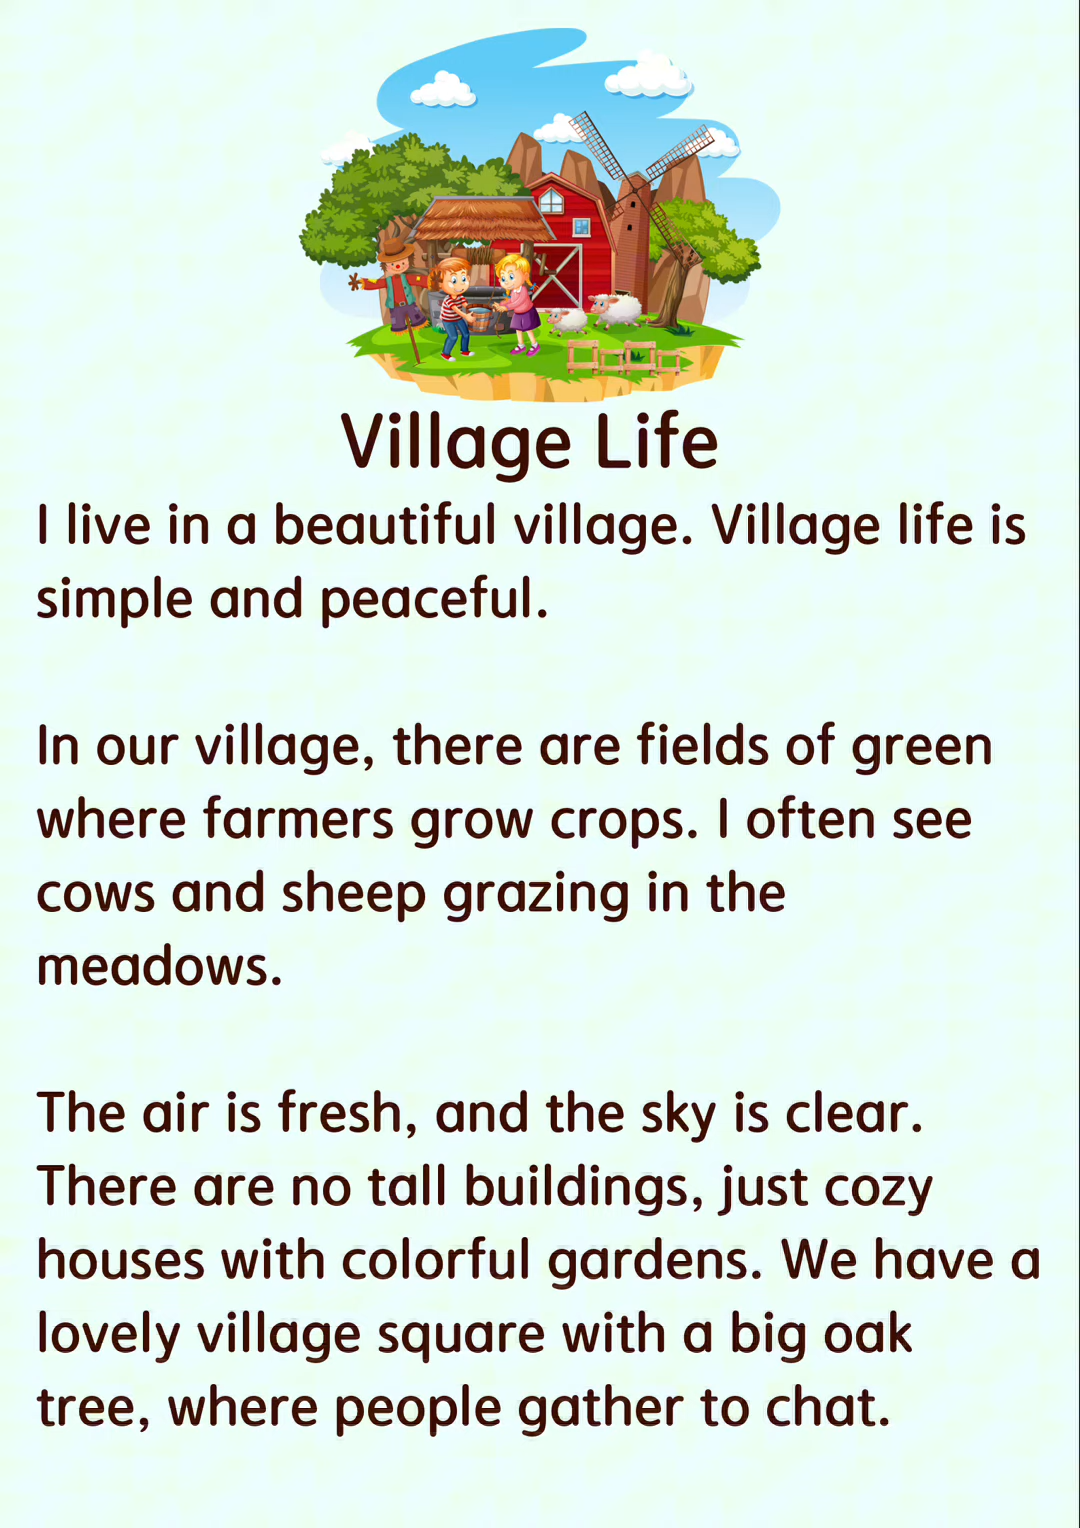 Village Life
I live in a beautiful village. Village life is
simple and peaceful.
In our village, there are fields of green
where farmers grow crops. I often see
cows and sheep grazing in the
meadows.
The air is fresh, and the sky is clear.
There are no tall buildings, just cozy
houses with colorful gardens. We have a
lovely village square with a big oak
tree, where people gather to chat.